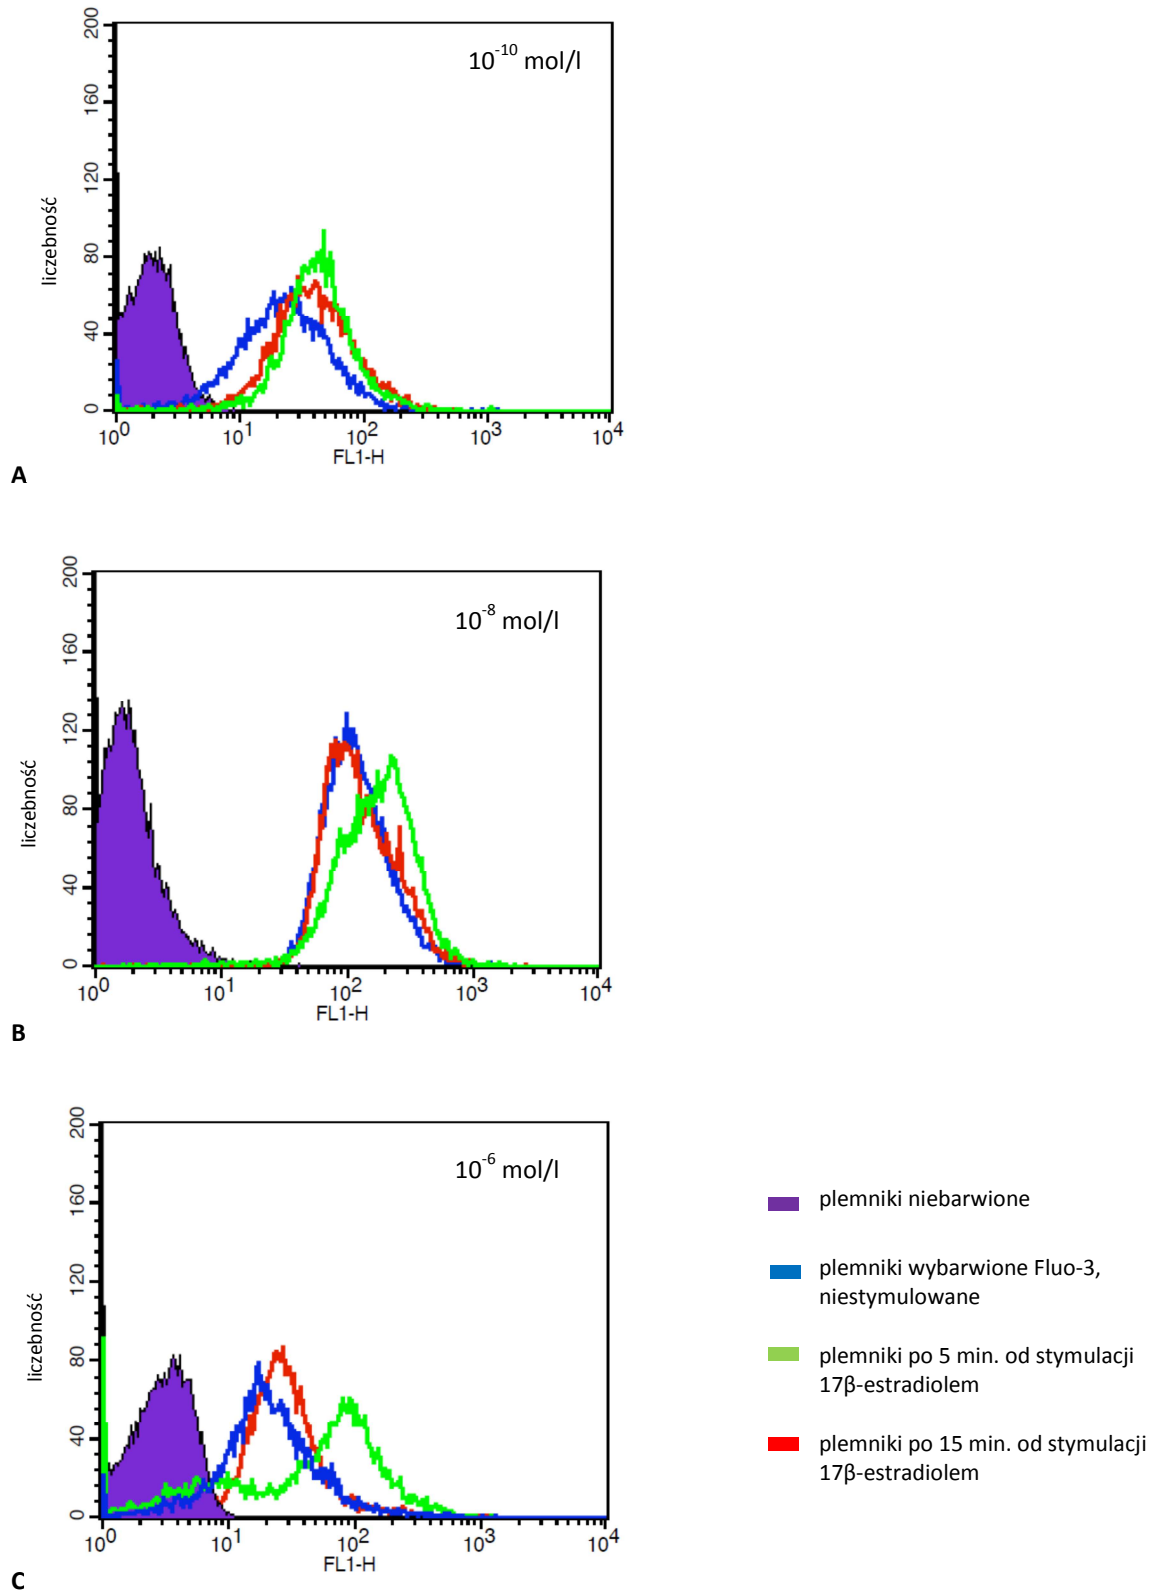 200
160
120
80
40
0
liczebność
10⁻¹⁰ mol/l
10⁰ 10¹ 10² 10³ 10⁴
FL1-H
A
200
160
120
80
40
0
liczebność
10⁻⁸ mol/l
10⁰ 10¹ 10² 10³ 10⁴
FL1-H
B
200
160
120
80
40
0
liczebność
10⁻⁶ mol/l
10⁰ 10¹ 10² 10³ 10⁴
FL1-H
C
plemniki niebarwione
plemniki wybarwione Fluo-3,
niestymulowane
plemniki po 5 min. od stymulacji
17β-estradiolem
plemniki po 15 min. od stymulacji
17β-estradiolem